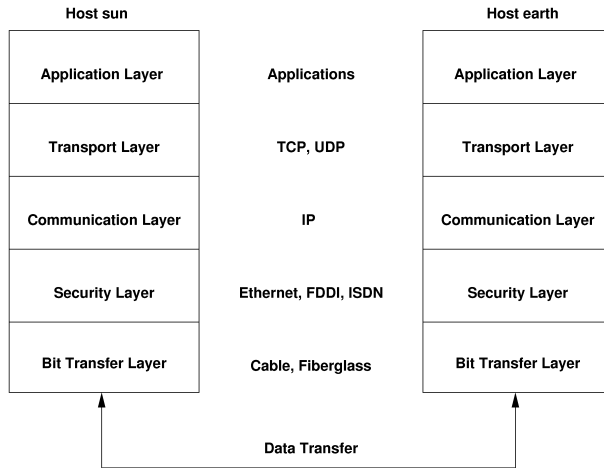 Host sun
Host earth
Application Layer
Applications
Application Layer
Transport Layer
TCP, UDP
Transport Layer
Communication Layer
IP
Communication Layer
Security Layer
Ethernet, FDDI, ISDN
Security Layer
Bit Transfer Layer
Cable, Fiberglass
Bit Transfer Layer
Data Transfer